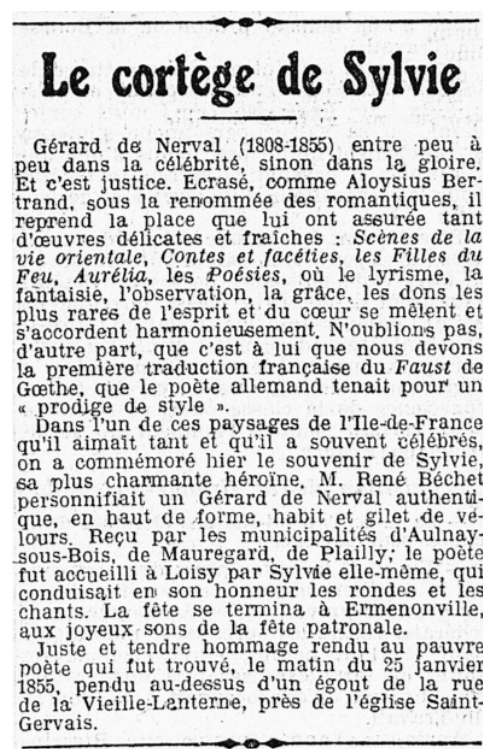 Le cortège de Sylvie
Gérard de Nerval (1808-1855) entre peu à
peu dans la célébrité, sinon dans la gloire.
Et c'est justice. Ecrasé, comme Aloysius Ber-
trand, sous la renommée des romantiques, il
reprend la place que lui ont assurée tant
d'œuvres délicates et fraîches : Scènes de la
vie orientale, Contes et facéties, les Filles du
Feu, Aurélia, les Poésies, où le lyrisme, la
fantaisie, l'observation, la grâce, les dons les
plus rares de l'esprit et du cœur se mêlent et
s'accordent harmonieusement. N'oublions pas,
d'autre part, que c'est à lui que nous devons
la première traduction française du Faust de
Gœthe, que le poète allemand tenait pour un
« prodige de style ».
Dans l'un de ces paysages de l'Ile-de-France
qu'il aimait tant et qu'il a souvent célébrés,
on a commémoré hier le souvenir de Sylvie,
sa plus charmante héroïne. M. René Béchet
personnifiait un Gérard de Nerval authenti-
que, en haut de forme, habit et gilet de ve-
lours. Reçu par les municipalités d'Aulnay-
sous-Bois, de Mauregard, de Plailly; le poète
fut accueilli à Loisy par Sylvie elle-même, qui
conduisait en son honneur les rondes et les
chants. La fête se termina à Ermenonville,
aux joyeux sons de la fête patronale.
Juste et tendre hommage rendu au pauvre
poète qui fut trouvé, le matin du 25 janvier
1855, pendu au-dessus d'un égout de la rue
de la Vieille-Lanterne, près de l'église Saint-
Gervais.